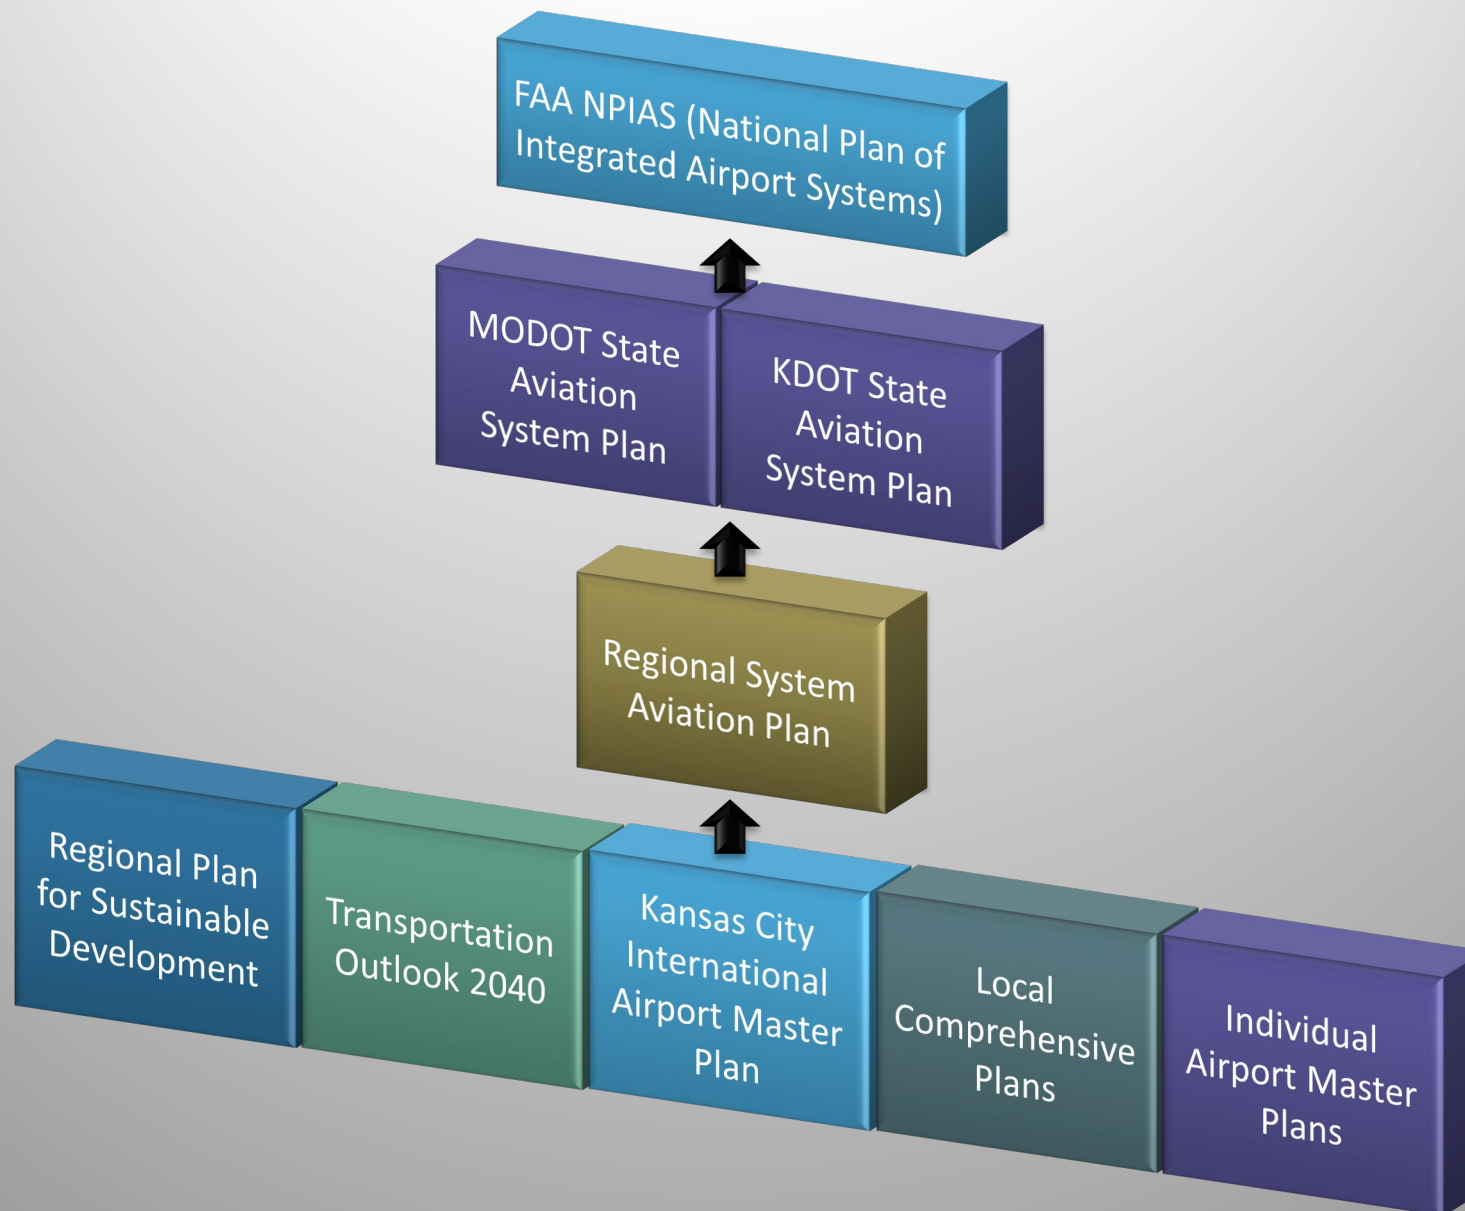 FAA NPIAS (National Plan of
Integrated Airport Systems)
MODOT State
Aviation
System Plan
KDOT State
Aviation
System Plan
Regional System
Aviation Plan
Regional Plan
for Sustainable
Development
Transportation
Outlook 2040
Kansas City
International
Airport Master
Plan
Local
Comprehensive
Plans
Individual
Airport Master
Plans